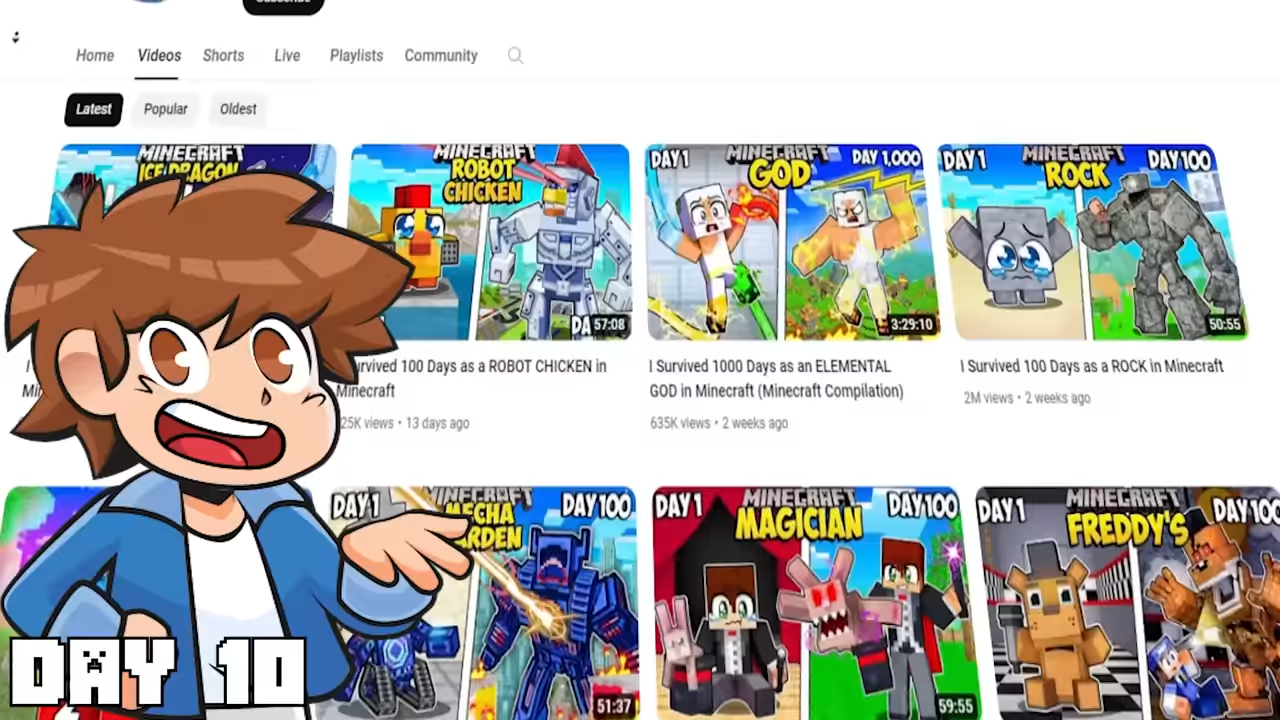 Subscribe
Home Videos Shorts Live Playlists Community
Latest Popular Oldest
MINECRAFT
ICE DRAGON
MINECRAFT
ROBOT
CHICKEN
57:08
DAY 1 MINECRAFT DAY 1,000
GOD
3:29:10
DAY 1 MINECRAFT DAY 100
ROCK
50:55
I
urvived 100 Days as a ROBOT CHICKEN in
Minecraft
25K views • 13 days ago
I Survived 1000 Days as an ELEMENTAL
GOD in Minecraft (Minecraft Compilation)
635K views • 2 weeks ago
I Survived 100 Days as a ROCK in Minecraft
2M views • 2 weeks ago
DAY 1 MINECRAFT DAY 100
MECHA
51:37
DAY 1 MINECRAFT DAY 100
MAGICIAN
59:55
DAY 1 MINECRAFT DAY 100
FREDDY'S
DAY 10